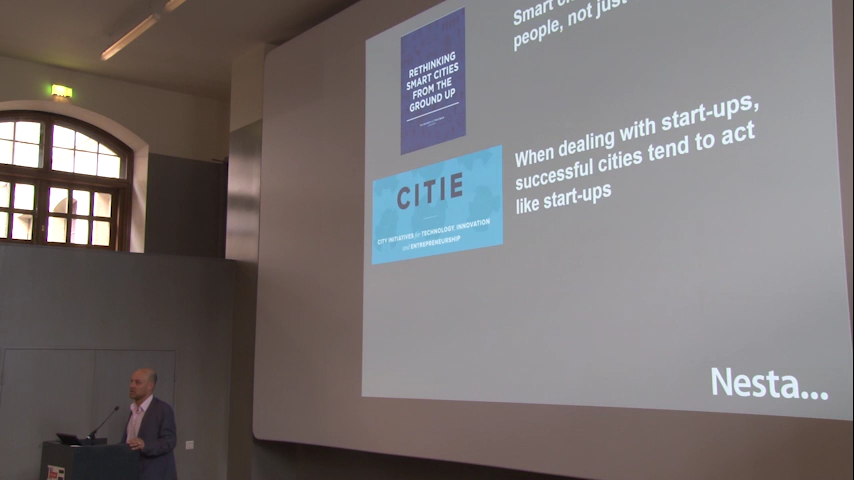 Smart
people, not just
RETHINKING
SMART CITIES
FROM THE
GROUND UP
When dealing with start-ups,
successful cities tend to act
like start-ups
CITIE
CITY INITIATIVES for TECHNOLOGY, INNOVATION
and ENTREPRENEURSHIP
Nesta...